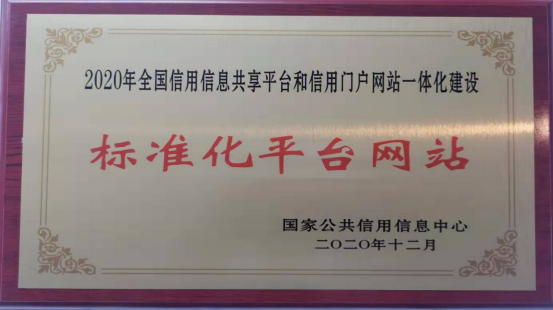 2020年全国信用信息共享平台和信用门户网站一体化建设
标准化平台网站
国家公共信用信息中心
二〇二〇年十二月